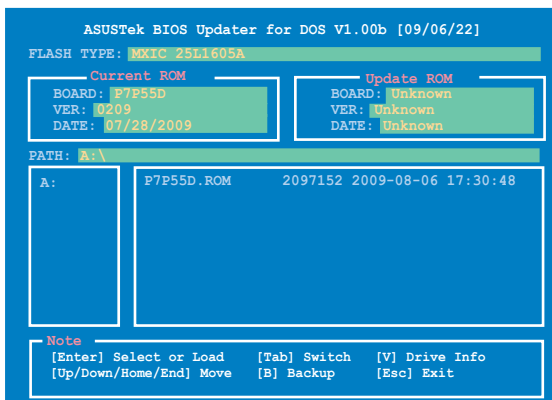 ASUSTek BIOS Updater for DOS V1.00b [09/06/22]
FLASH TYPE: MXIC 25L1605A
Current ROM
BOARD: P7P55D
VER: 0209
DATE: 07/28/2009
Update ROM
BOARD: Unknown
VER: Unknown
DATE: Unknown
PATH: A:\
A:
P7P55D.ROM 2097152 2009-08-06 17:30:48
Note
[Enter] Select or Load [Tab] Switch [V] Drive Info
[Up/Down/Home/End] Move [B] Backup [Esc] Exit